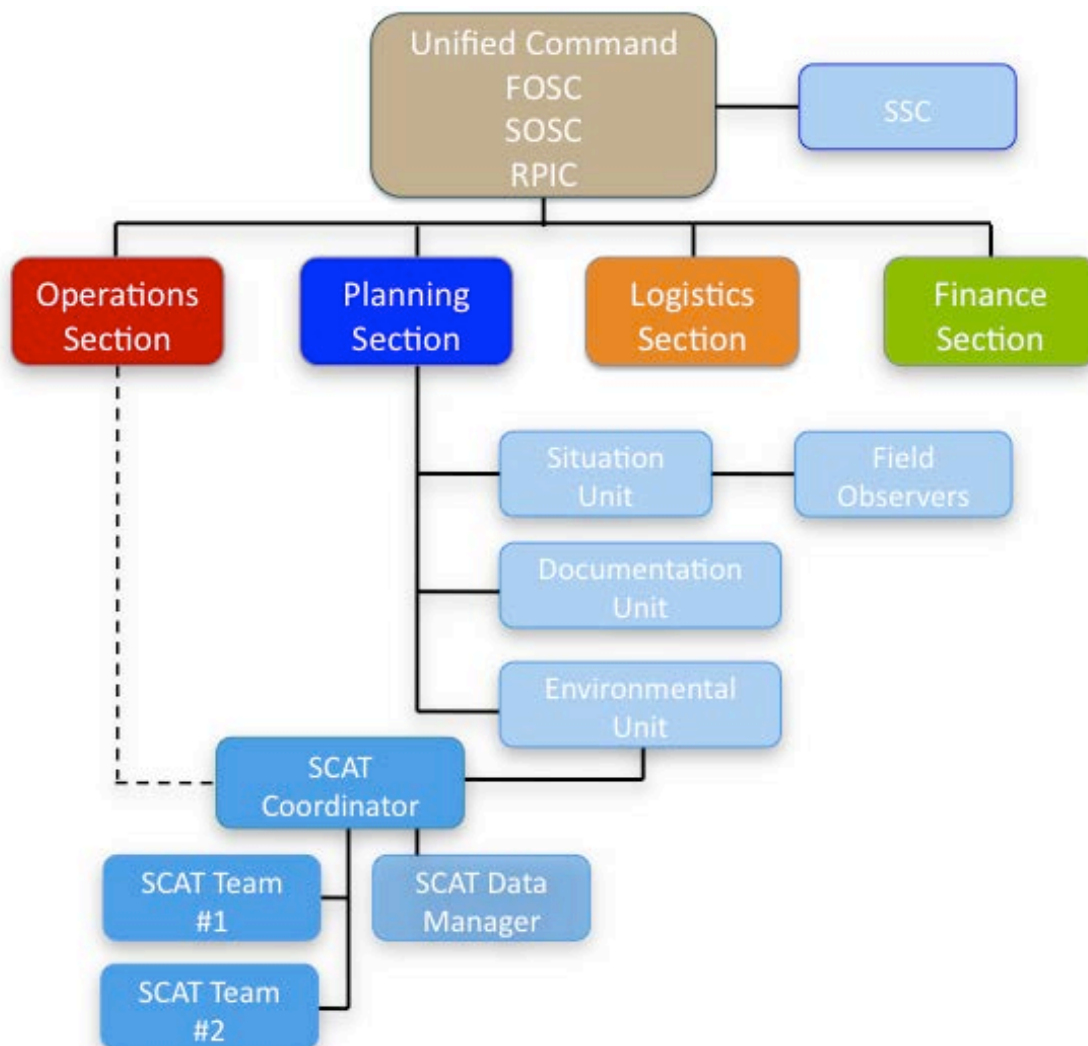 Unified Command
FOSC
SOSC
RPIC
SSC
Operations
Section
Planning
Section
Logistics
Section
Finance
Section
Situation
Unit
Field
Observers
Documentation
Unit
Environmental
Unit
SCAT
Coordinator
SCAT Team
#1
SCAT Data
Manager
SCAT Team
#2